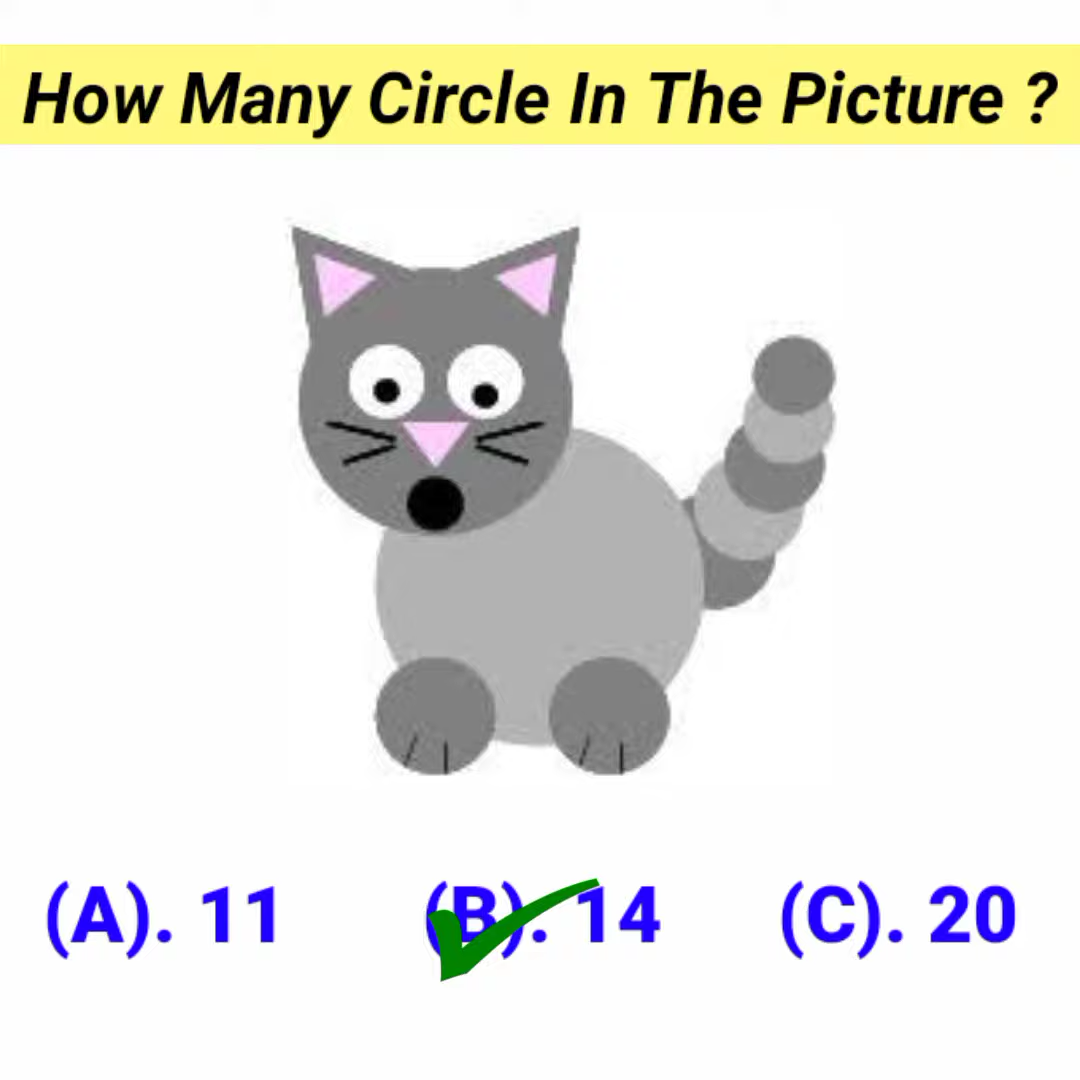 How Many Circle In The Picture ?
(A). 11 (B). 14 (C). 20